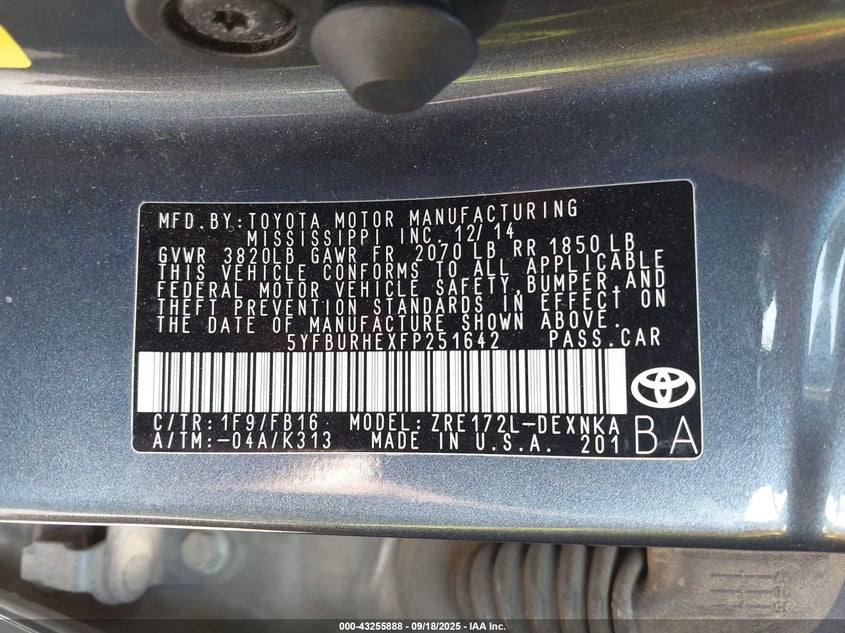 MFD.BY:TOYOTA MOTOR MANUFACTURING
MISSISSIPPI INC. 12/14
GVWR 3820LB GAWR FR 2070 LB RR 1850 LB
THIS VEHICLE CONFORMS TO ALL APPLICABLE
FEDERAL MOTOR VEHICLE SAFETY,BUMPER,AND
THEFT PREVENTION STANDARDS IN EFFECT ON
THE DATE OF MANUFACTURE SHOWN ABOVE.
5YFBURHEXFP251642 PASS.CAR
C/TR:1F9/FB16 MODEL:ZRE172L-DEXNKA
A/TM:-04A/K313 MADE IN U.S.A. 201
BA
000-43255888 - 09/18/2025 - IAA Inc.